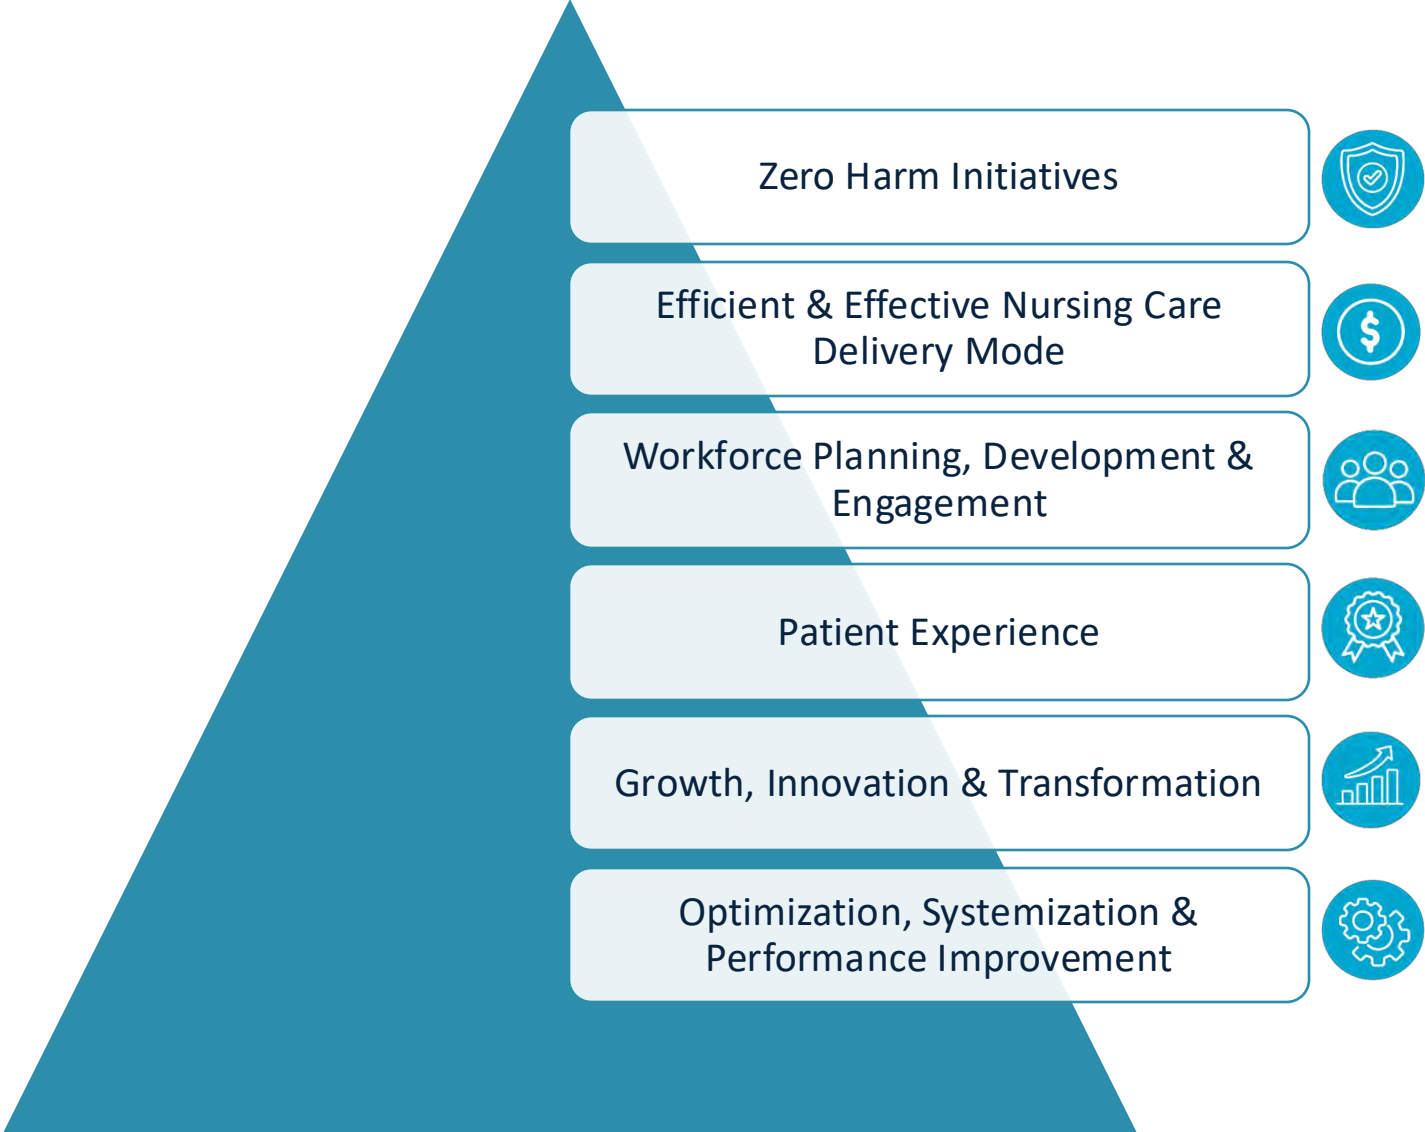 Zero Harm Initiatives
Efficient & Effective Nursing Care
Delivery Mode
Workforce Planning, Development &
Engagement
Patient Experience
Growth, Innovation & Transformation
Optimization, Systemization &
Performance Improvement